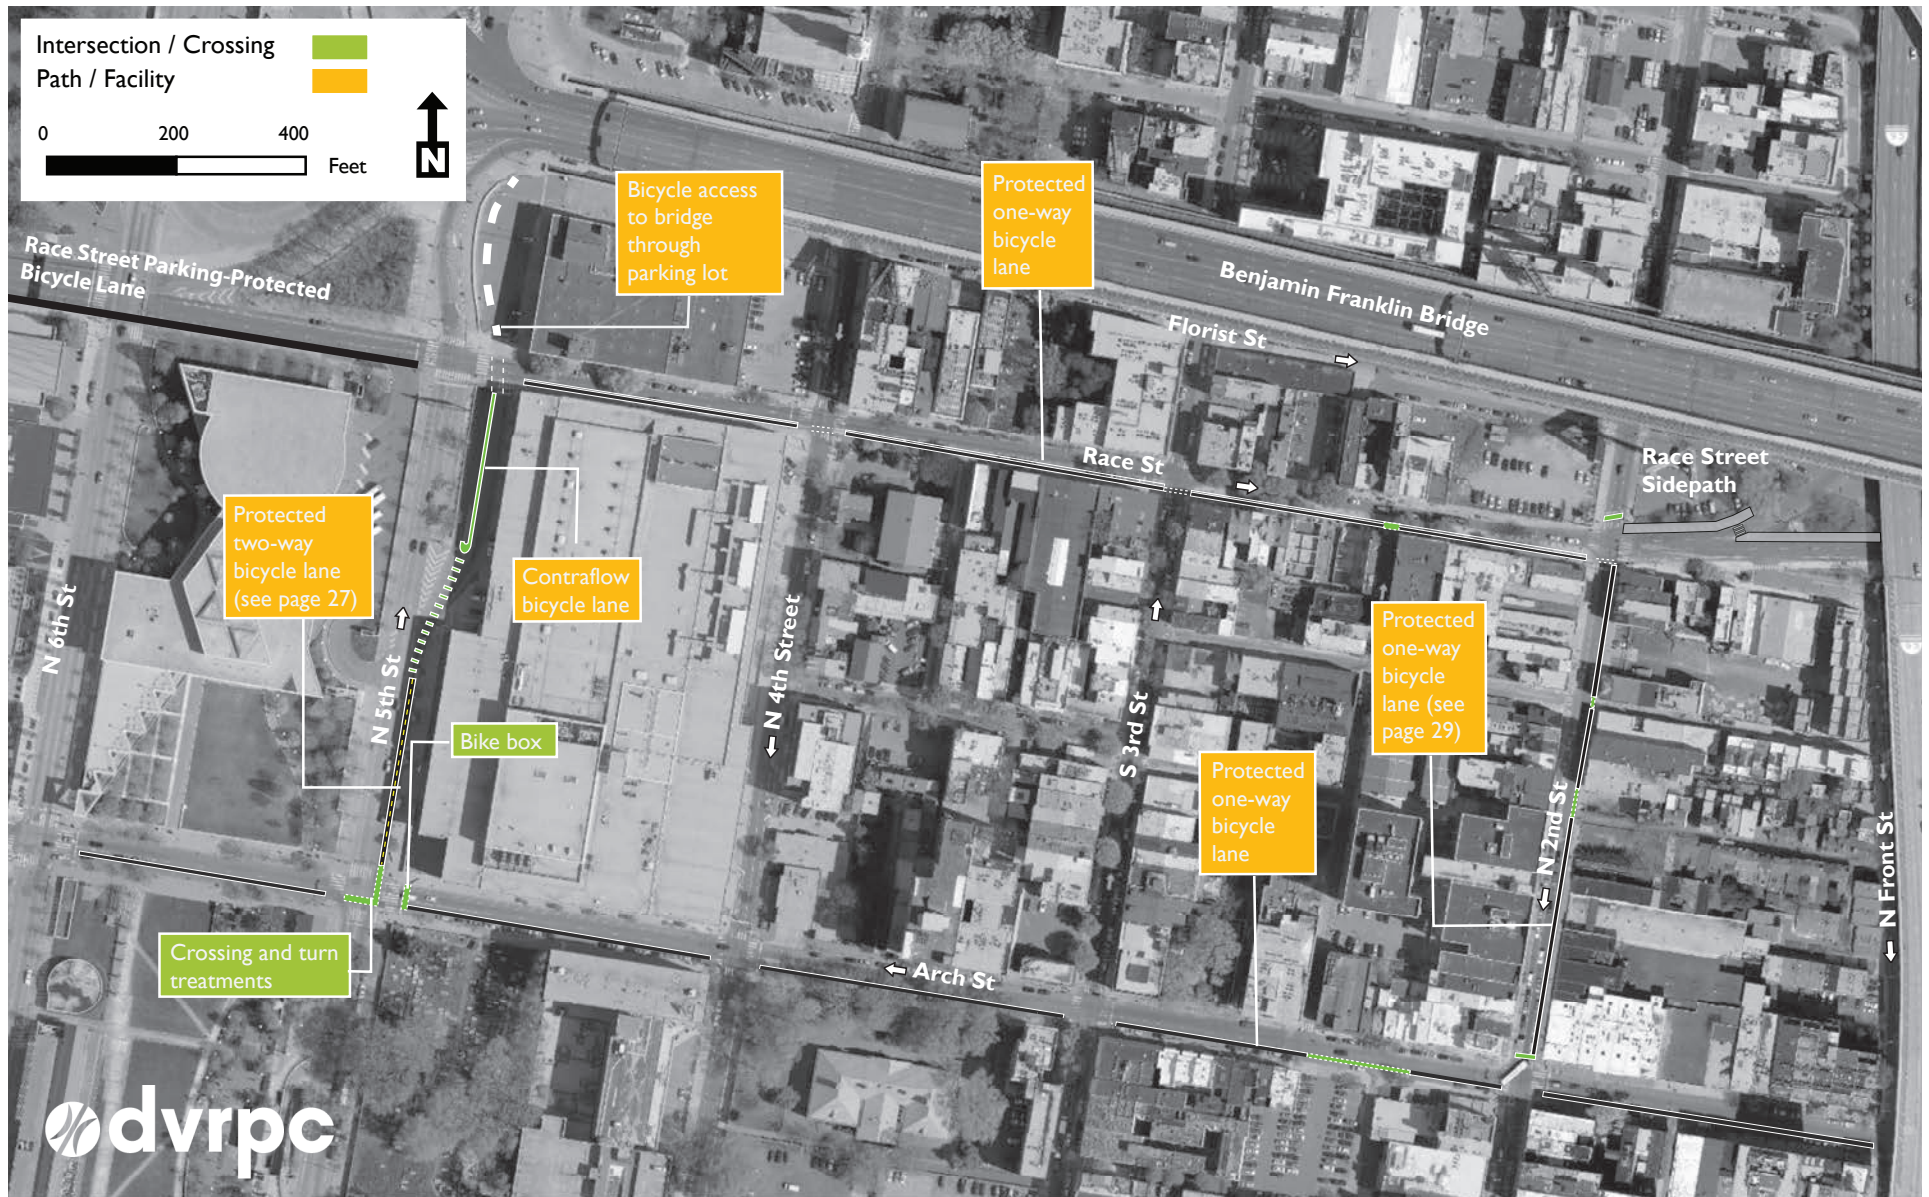 Intersection / Crossing
Path / Facility
0 200 400
Feet
N
Race Street Parking-Protected
Bicycle Lane
Bicycle access
to bridge
through
parking lot
Protected
one-way
bicycle
lane
Benjamin Franklin Bridge
Florist St
Race St
Race Street
Sidepath
Protected
two-way
bicycle lane
(see page 27)
Contraflow
bicycle lane
N 6th St
N 5th St
N 4th Street
S 3rd St
Protected
one-way
bicycle
lane (see
page 29)
Bike box
Protected
one-way
bicycle
lane
N 2nd St
N Front St
Crossing and turn
treatments
Arch St
dvrpc